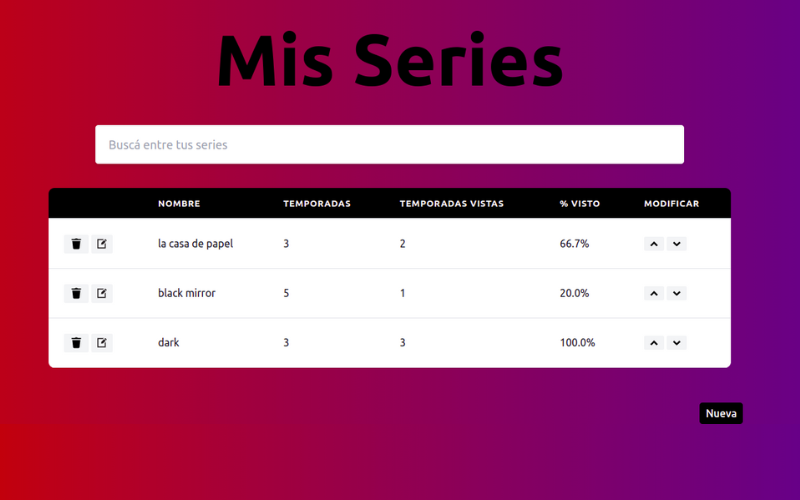 Mis Series
Buscá entre tus series
NOMBRE TEMPORADAS TEMPORADAS VISTAS % VISTO MODIFICAR
la casa de papel 3 2 66.7%
black mirror 5 1 20.0%
dark 3 3 100.0%
Nueva